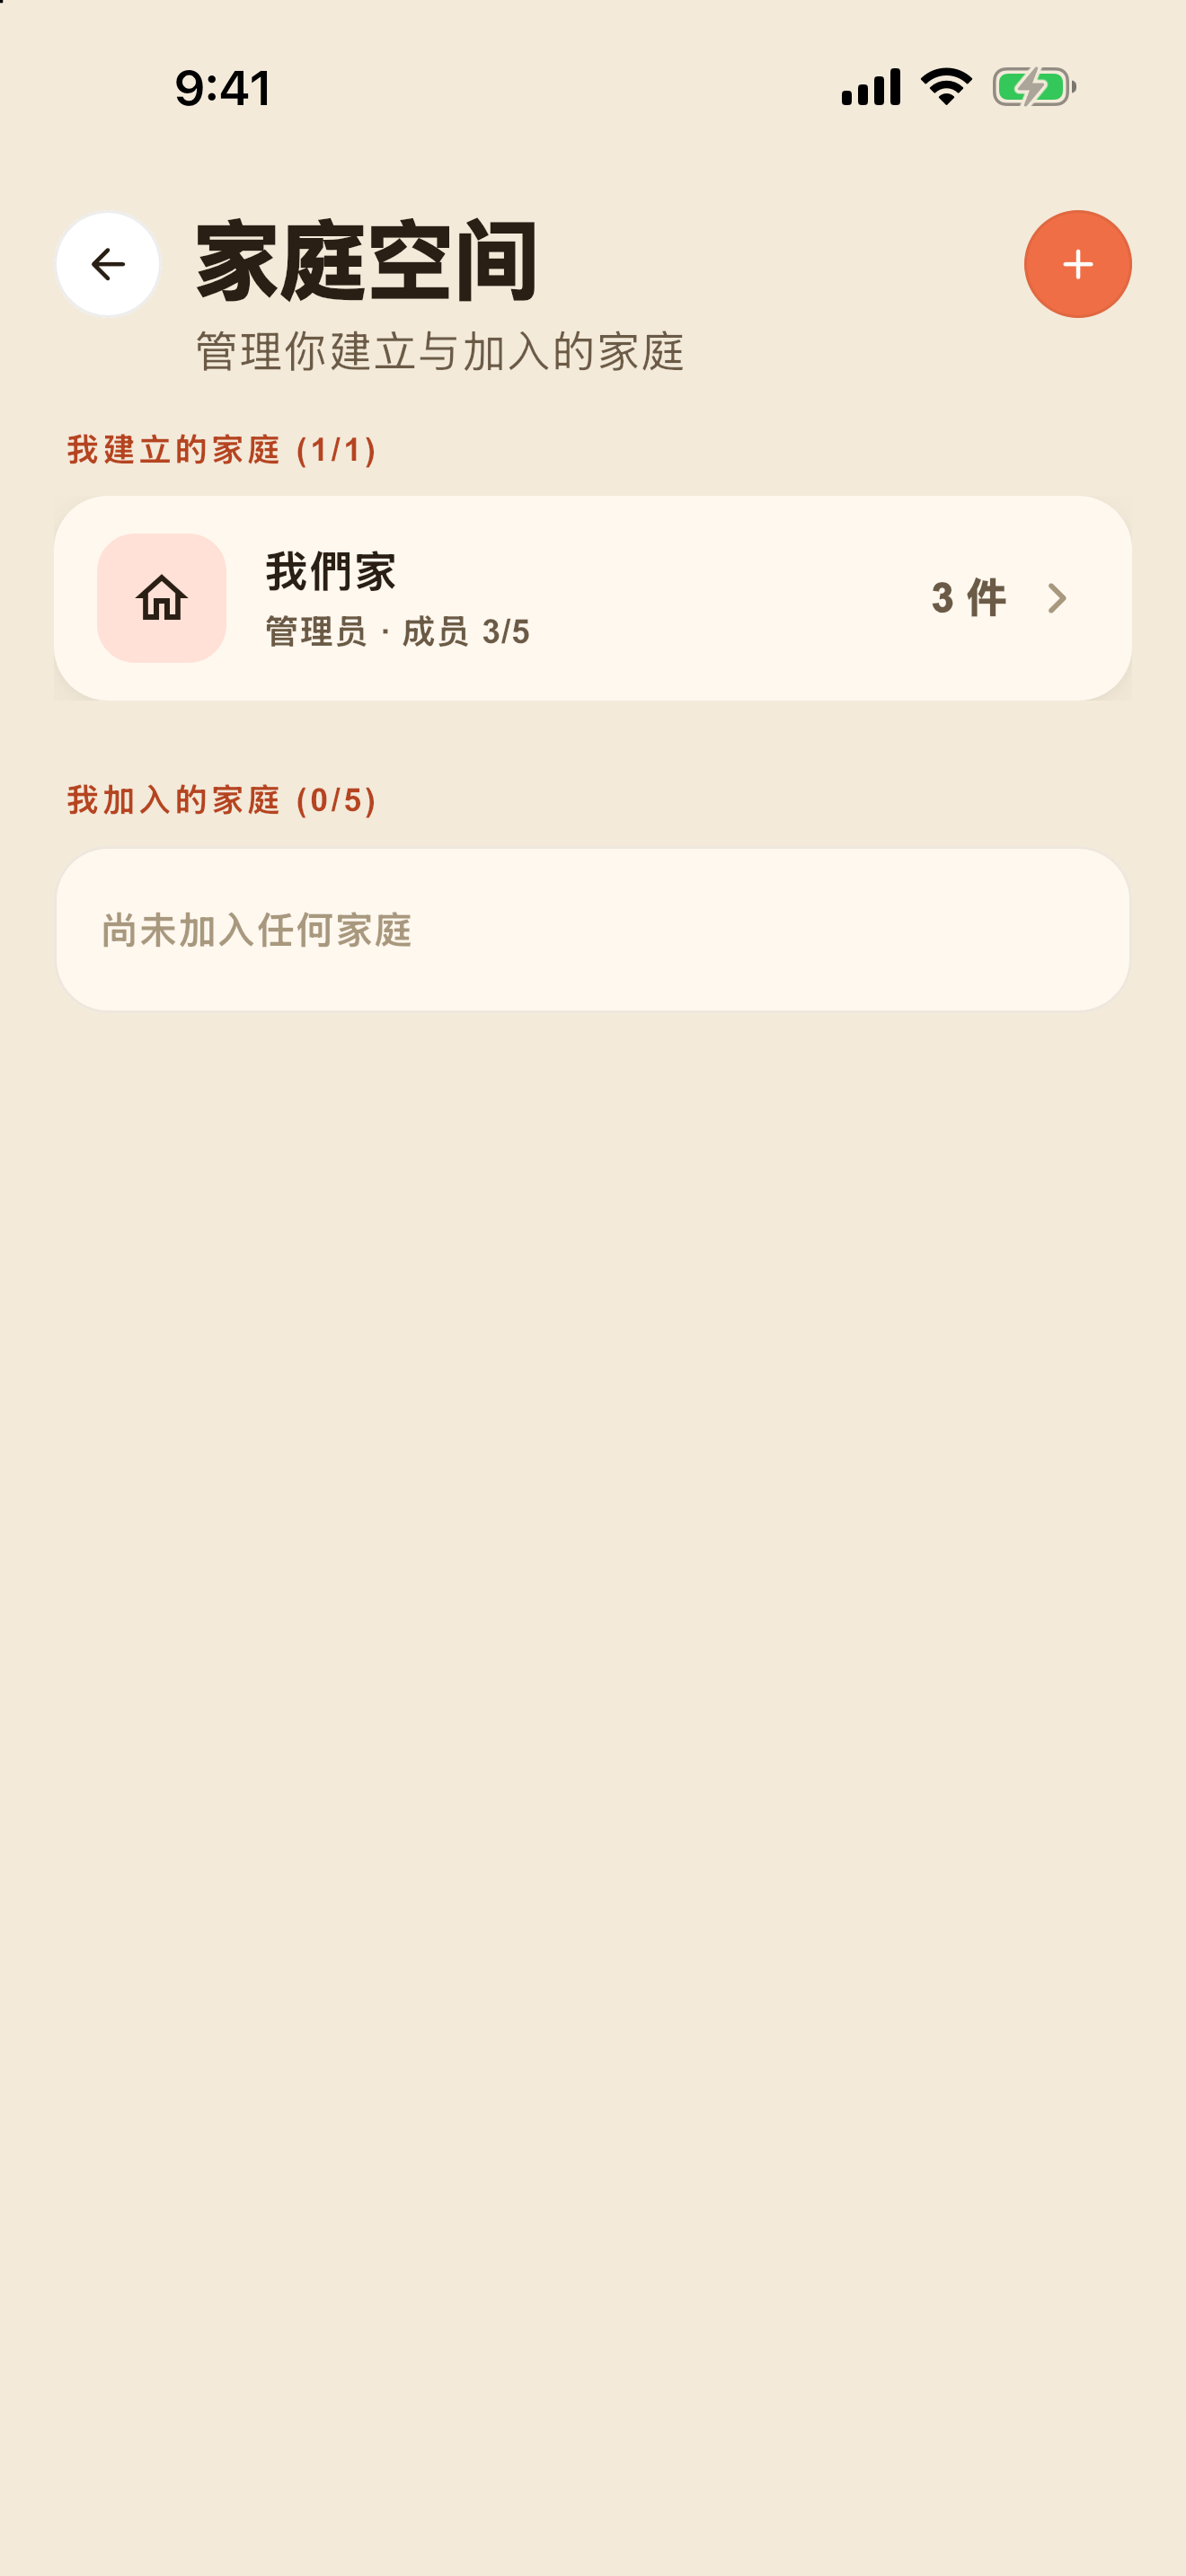 9:41
家庭空间
管理你建立与加入的家庭
我建立的家庭 (1/1)
我們家
管理员 · 成员 3/5
3 件
我加入的家庭 (0/5)
尚未加入任何家庭